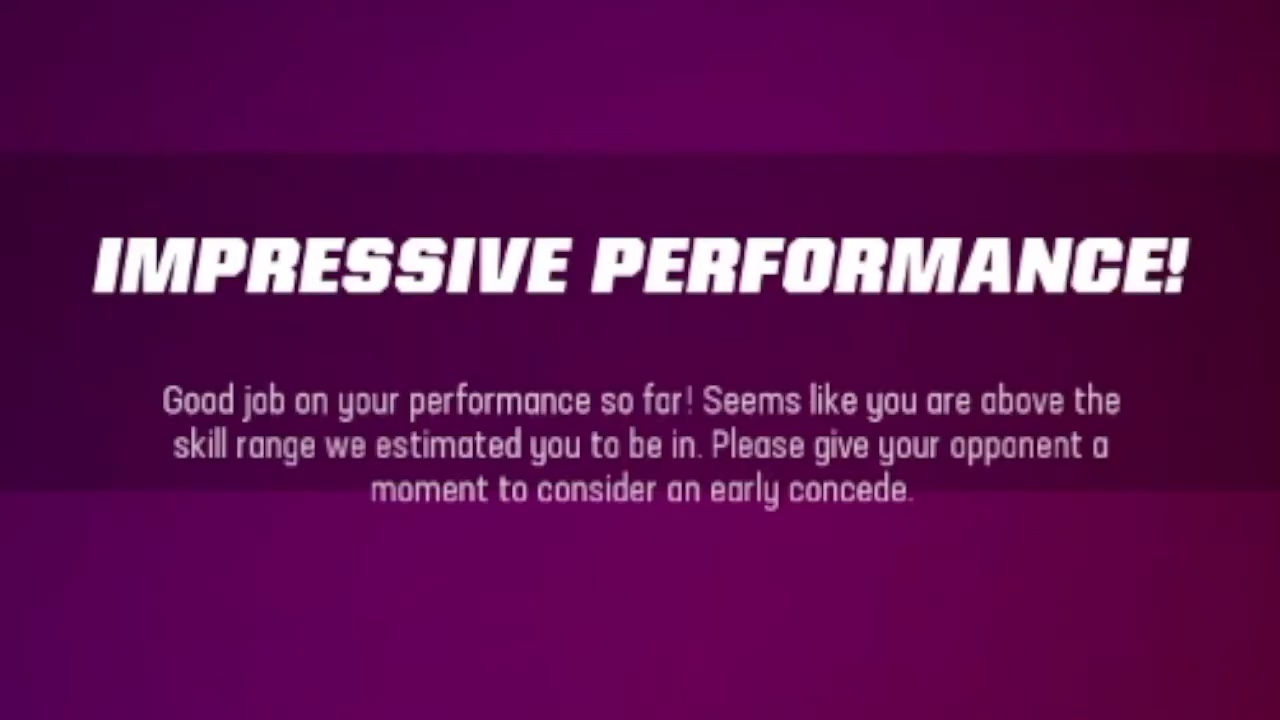 IMPRESSIVE PERFORMANCE!
Good job on your performance so far! Seems like you are above the
skill range we estimated you to be in. Please give your opponent a
moment to consider an early concede.